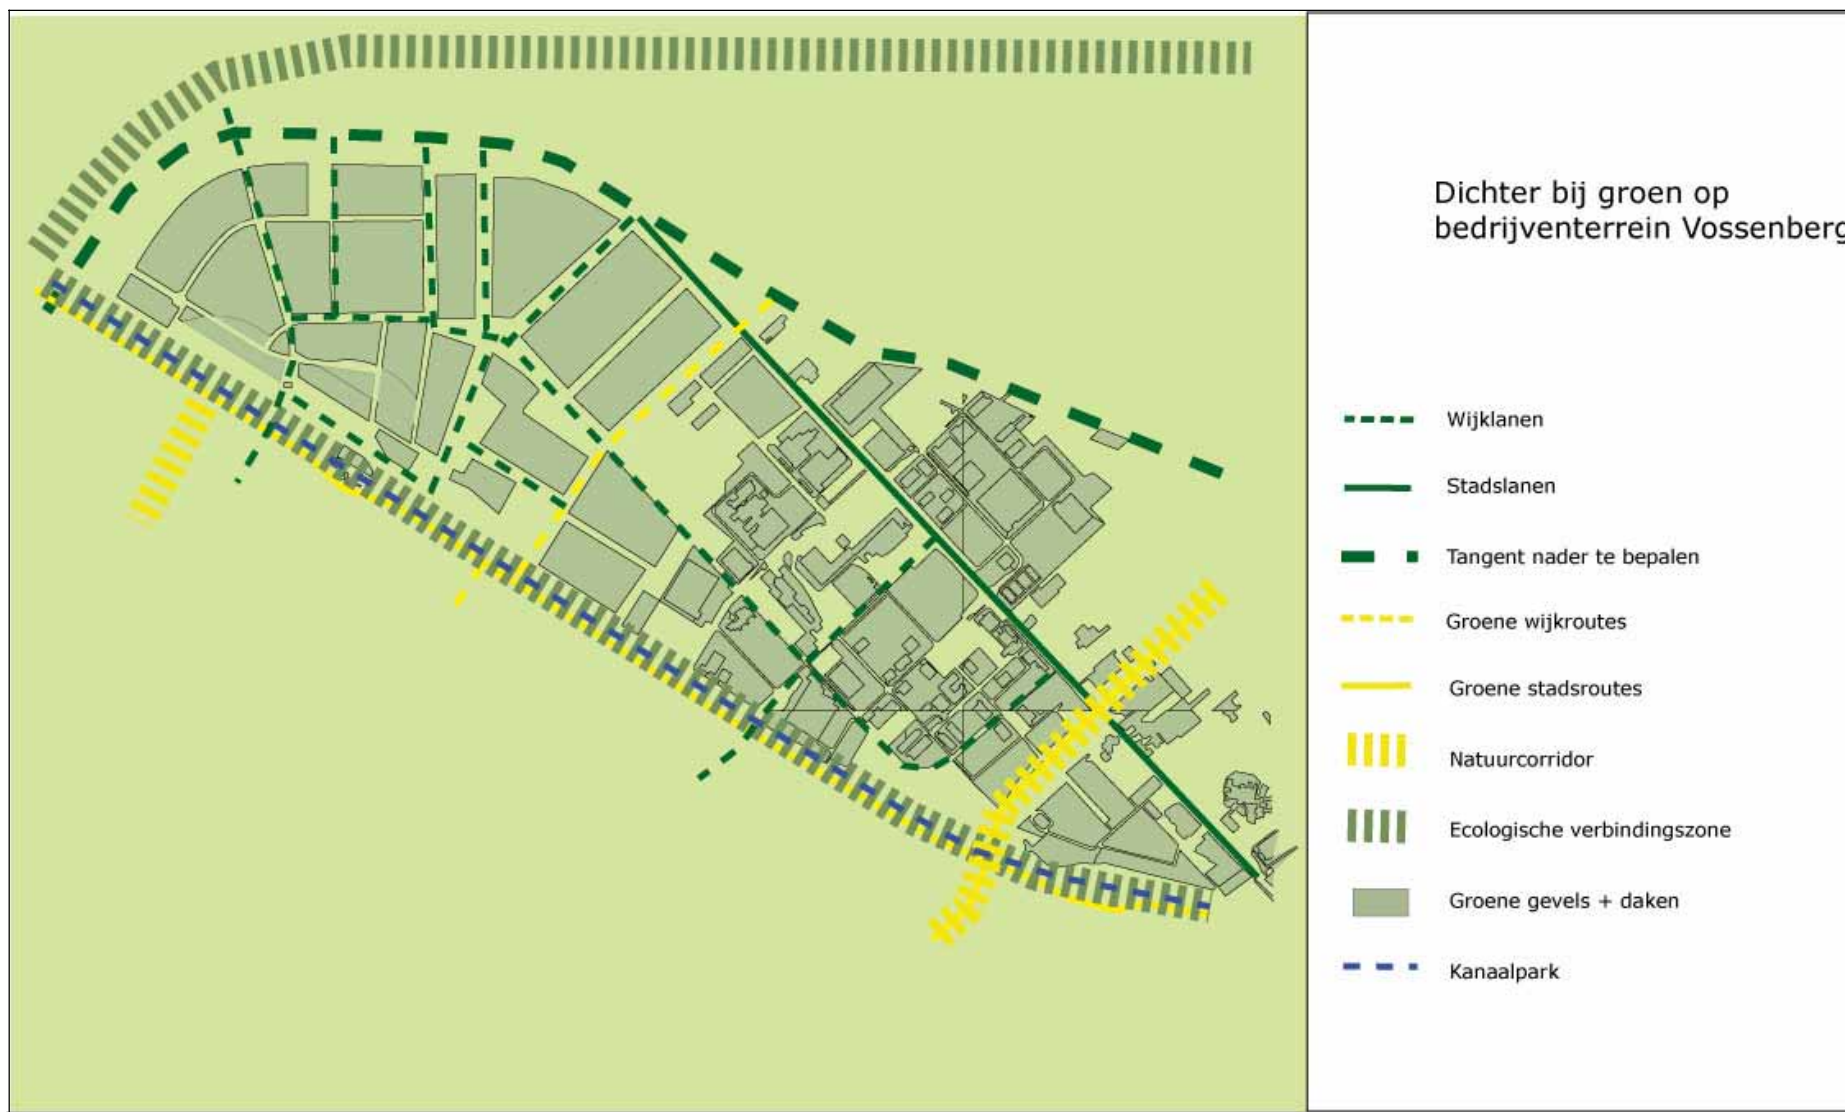 Dichter bij groen op
bedrijventerrein Vossenberg
Wijklanen
Stadslanen
Tangent nader te bepalen
Groene wijkroutes
Groene stadsroutes
Natuurcorridor
Ecologische verbindingszone
Groene gevels + daken
Kanaalpark